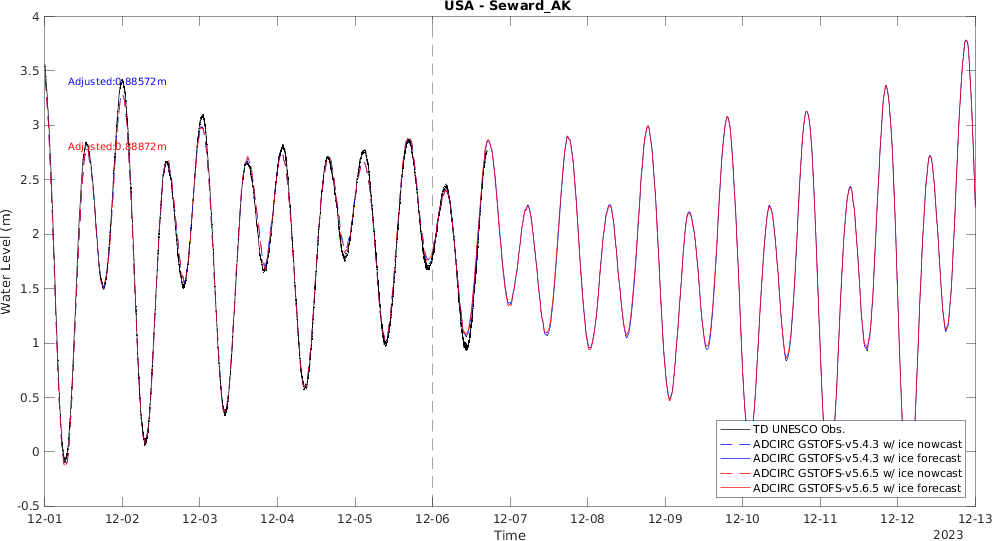 USA - Seward_AK
4
3.5
3
2.5
2
1.5
1
0.5
0
-0.5
Water Level (m)
Adjusted:0.88572m
Adjusted:0.88872m
TD UNESCO Obs.
ADCIRC GSTOFS-v5.4.3 w/ ice nowcast
ADCIRC GSTOFS-v5.4.3 w/ ice forecast
ADCIRC GSTOFS-v5.6.5 w/ ice nowcast
ADCIRC GSTOFS-v5.6.5 w/ ice forecast
12-01 12-02 12-03 12-04 12-05 12-06 12-07 12-08 12-09 12-10 12-11 12-12 12-13
Time
2023